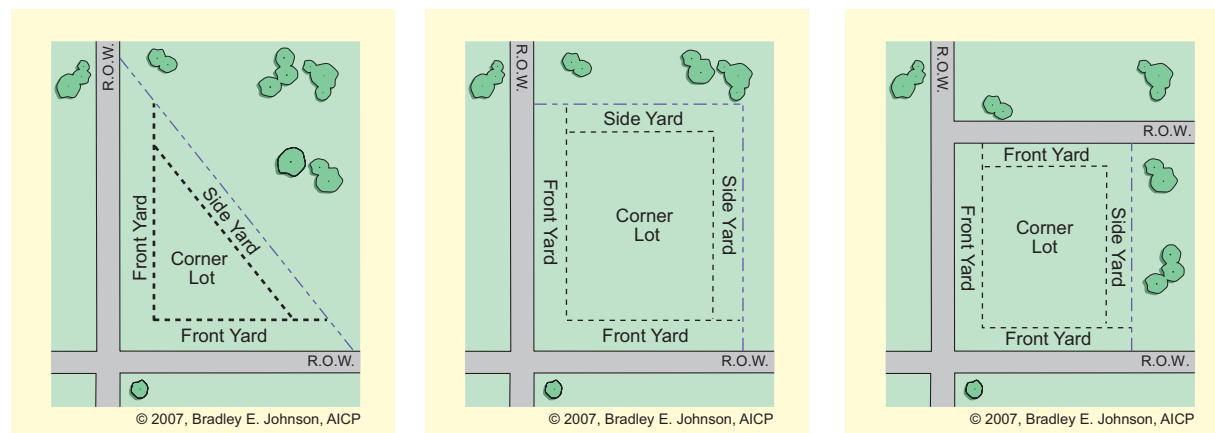 R.O.W.
Front Yard
Side Yard
Corner
Lot
Front Yard
R.O.W.
© 2007, Bradley E. Johnson, AICP
R.O.W.
Side Yard
Front Yard
Corner
Lot
Side Yard
Front Yard
R.O.W.
© 2007, Bradley E. Johnson, AICP
R.O.W.
R.O.W.
Front Yard
Front Yard
Corner
Lot
Side Yard
Front Yard
R.O.W.
© 2007, Bradley E. Johnson, AICP